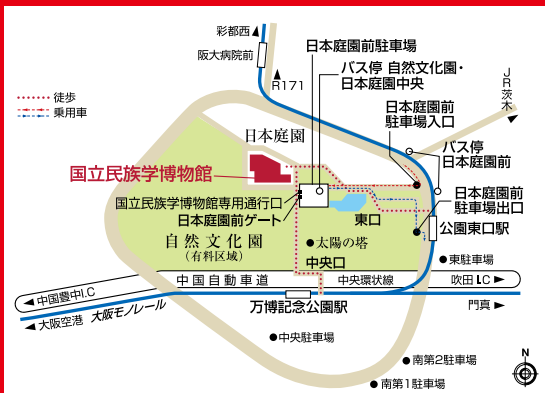 彩都西
阪大病院前
R171
日本庭園前駐車場
バス停 自然文化園・
日本庭園中央
JR茨木
徒歩
乗用車
日本庭園前
駐車場入口
日本庭園
バス停
日本庭園前
国立民族学博物館
国立民族学博物館専用通行口
日本庭園前ゲート
日本庭園前
駐車場出口
東口
公園東口駅
自然文化園
(有料区域)
太陽の塔
中央口
東駐車場
中国自動車道
中央環状線
吹田I.C
中国豊中I.C
万博記念公園駅
門真
大阪空港
大阪モノレール
中央駐車場
南第2駐車場
南第1駐車場
N